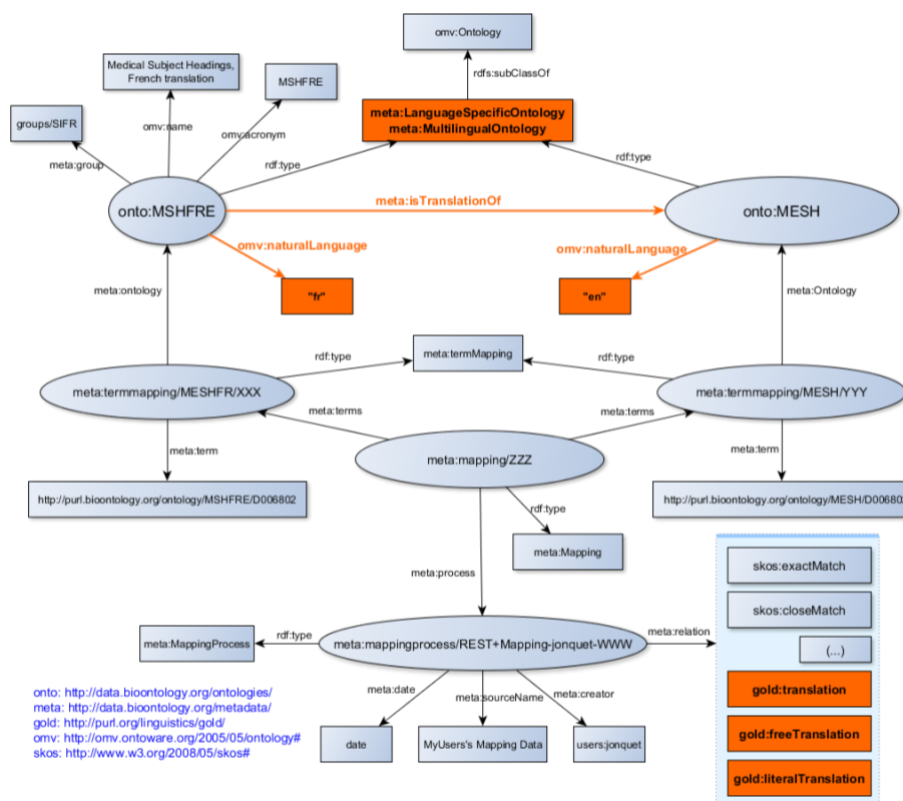 omv:Ontology
rdfs:subClassOf
Medical Subject Headings,
French translation
MSHFRE
groups/SIFR
omv:name
omv:acronym
meta:LanguageSpecificOntology
meta:MultilingualOntology
meta:group
rdf:type
rdf:type
onto:MSHFRE
meta:isTranslationOf
onto:MESH
omv:naturalLanguage
omv:naturalLanguage
"fr"
"en"
meta:ontology
meta:Ontology
rdf:type
meta:termMapping
rdf:type
meta:termmapping/MESHFR/XXX
meta:termmapping/MESH/YYY
meta:terms
meta:terms
meta:term
meta:mapping/ZZZ
meta:term
http://purl.bioontology.org/ontology/MSHFRE/D006802
http://purl.bioontology.org/ontology/MESH/D00680
rdf:type
meta:Mapping
meta:process
skos:exactMatch
skos:closeMatch
meta:MappingProcess
rdf:type
meta:mappingprocess/REST+Mapping-jonquet-WWW
meta:relation
(...)
meta:date
meta:sourceName
meta:creator
gold:translation
onto: http://data.bioontology.org/ontologies/
meta: http://data.bioontology.org/metadata/
gold: http://purl.org/linguistics/gold/
omv: http://omv.ontoware.org/2005/05/ontology#
skos: http://www.w3.org/2008/05/skos#
date
MyUsers's Mapping Data
users:jonquet
gold:freeTranslation
gold:literalTranslation